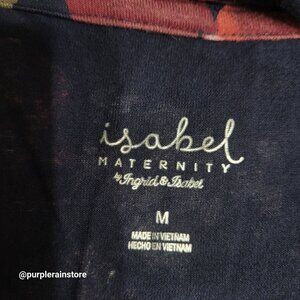 isabel
MATERNITY
by Ingrid & Isabel
M
MADE IN VIETNAM
HECHO EN VIETNAM
@purplerainstore